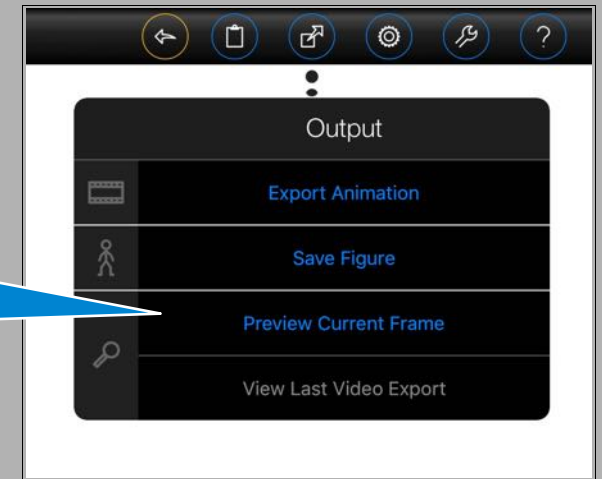 ?
Output
Export Animation
Save Figure
Preview Current Frame
View Last Video Export